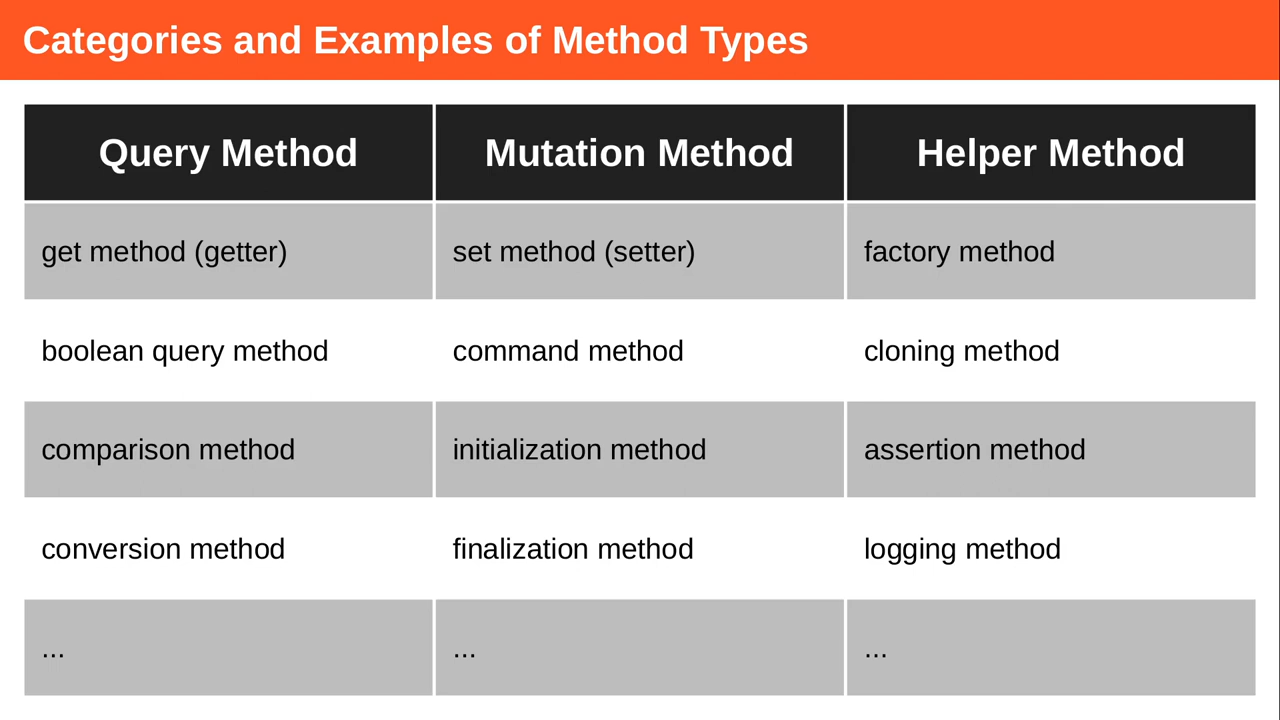 Categories and Examples of Method Types
Query Method Mutation Method Helper Method
get method (getter) set method (setter) factory method
boolean query method command method cloning method
comparison method initialization method assertion method
conversion method finalization method logging method
... ... ...